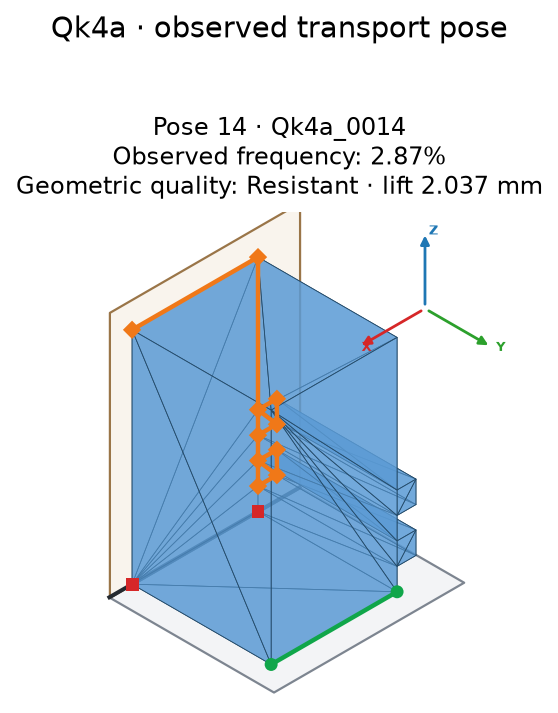 Qk4a · observed transport pose
Pose 14 · Qk4a_0014
Observed frequency: 2.87%
Geometric quality: Resistant · lift 2.037 mm
Z
X
Y